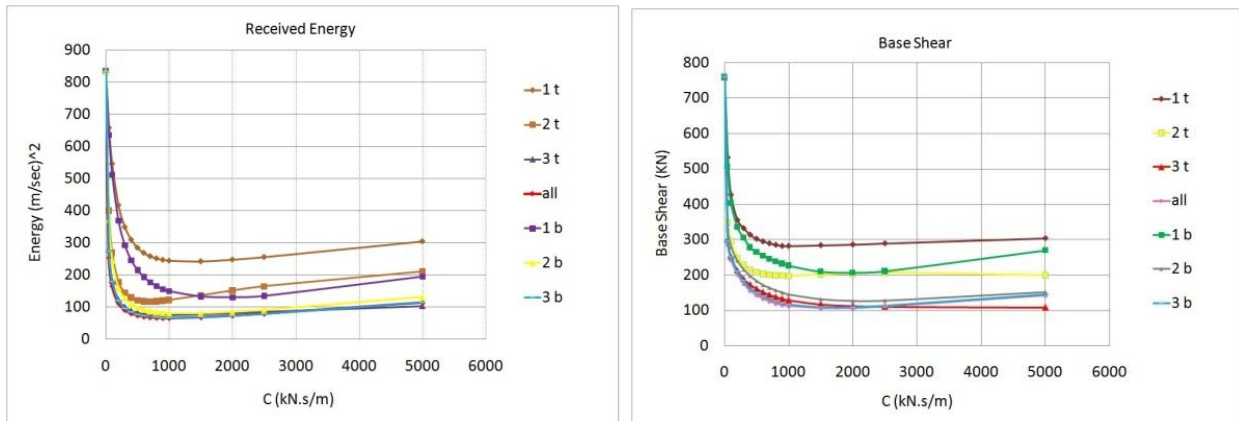 Received Energy
900
800
700
600
500
400
300
200
100
0
Energy (m/sec)^2
0 1000 2000 3000 4000 5000 6000
C (kN.s/m)
1 t
2 t
3 t
all
1 b
2 b
3 b
Base Shear
800
700
600
500
400
300
200
100
0
Base Shear (KN)
0 1000 2000 3000 4000 5000 6000
C (kN.s/m)
1 t
2 t
3 t
all
1 b
2 b
3 b